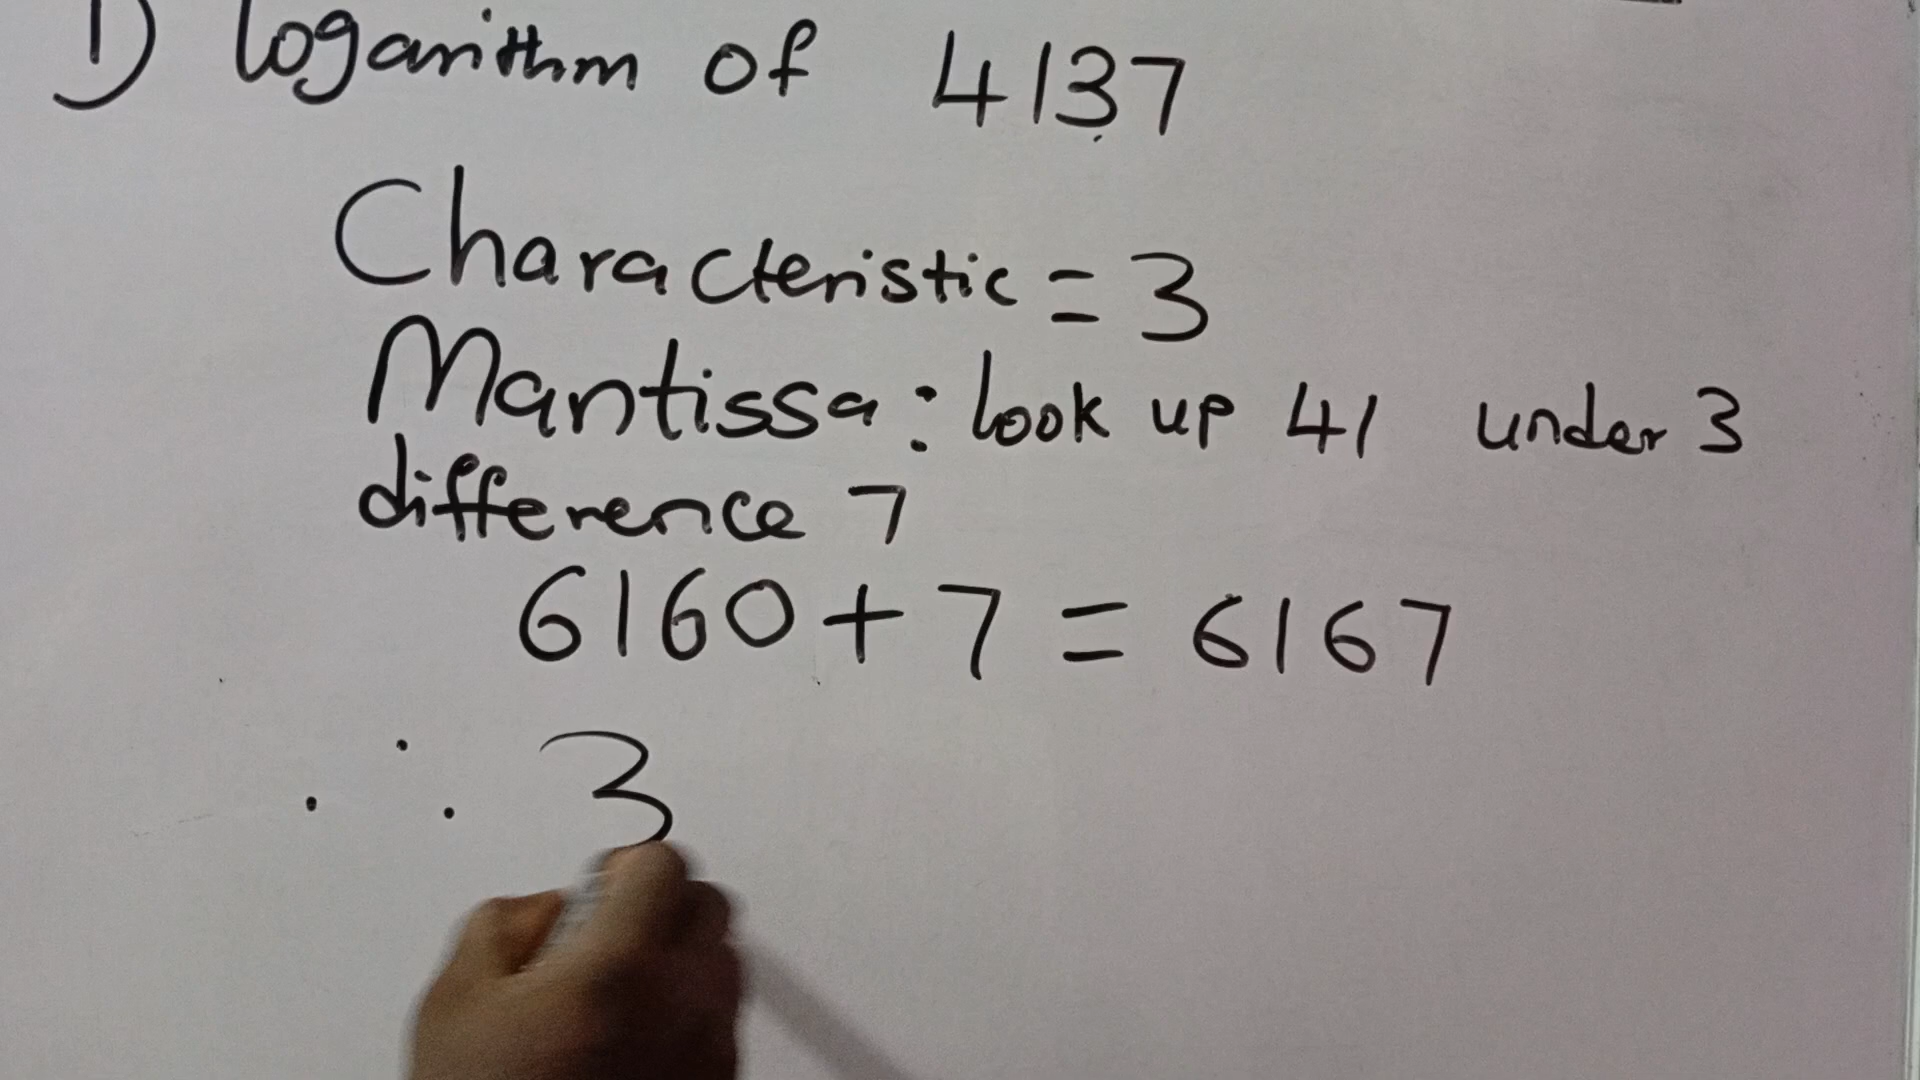 1) logarithm of 4137
Characteristic = 3
Mantissa: look up 41 under 3
difference 7
6160 + 7 = 6167
∴ 3